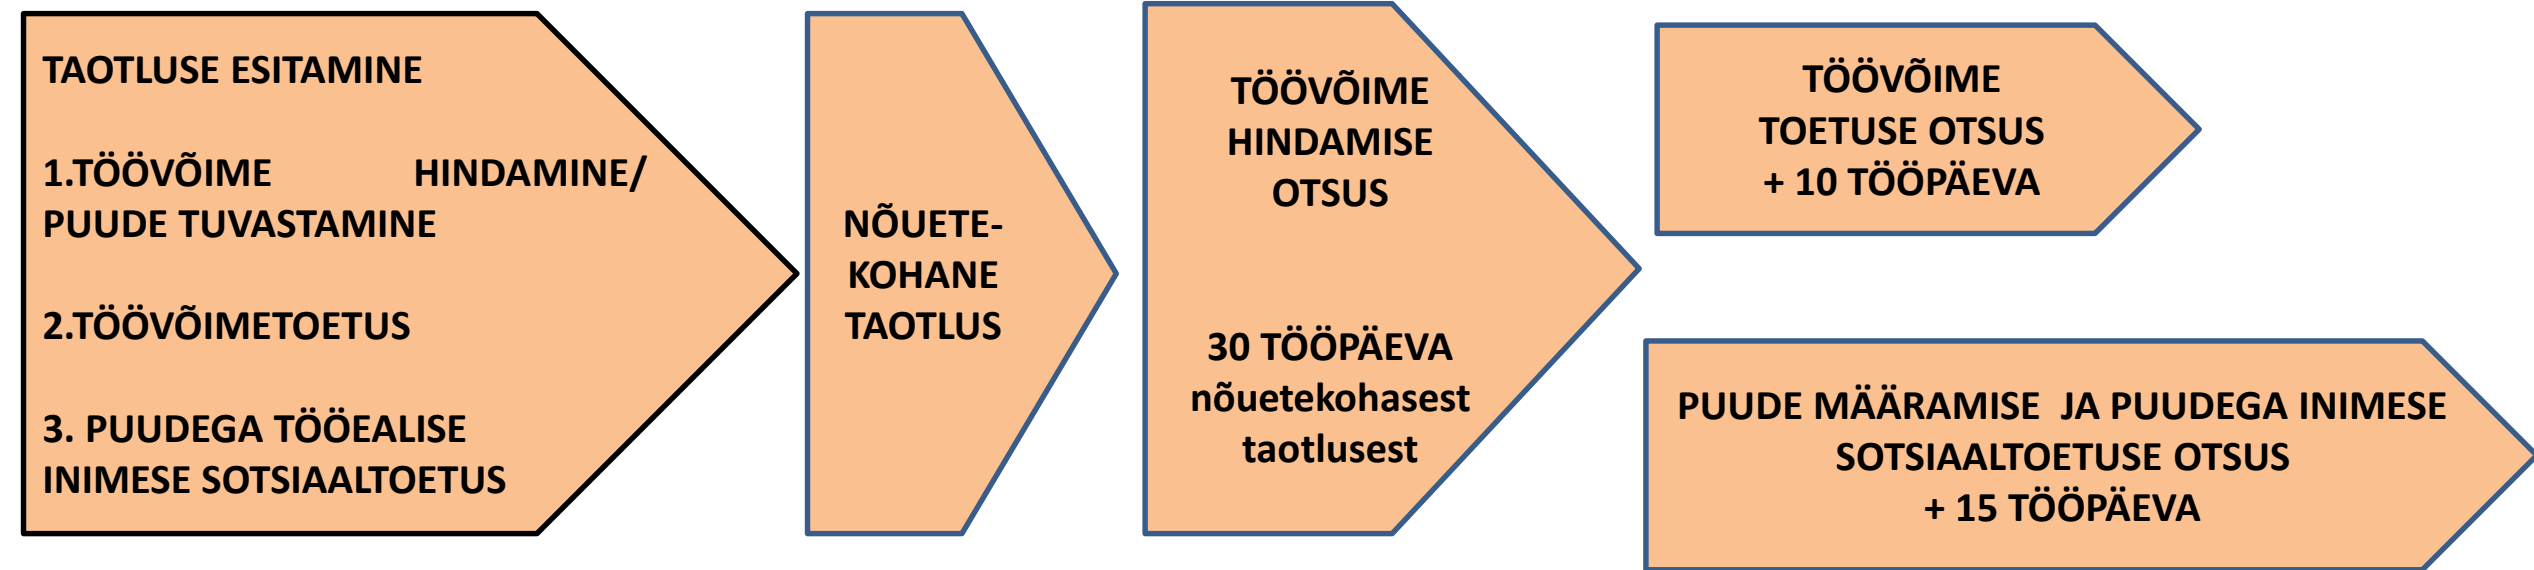 TAOTLUSE ESITAMINE
1.TÖÖVÕIME HINDAMINE/
PUUDE TUVASTAMINE
2.TÖÖVÕIMETOETUS
3. PUUDEGA TÖÖEALISE
INIMESE SOTSIAALTOETUS
NÕUETE-
KOHANE
TAOTLUS
TÖÖVÕIME
HINDAMISE
OTSUS
30 TÖÖPÄEVA
nõuetekohasest
taotlusest
TÖÖVÕIME
TOETUSE OTSUS
+ 10 TÖÖPÄEVA
PUUDE MÄÄRAMISE JA PUUDEGA INIMESE
SOTSIAALTOETUSE OTSUS
+ 15 TÖÖPÄEVA